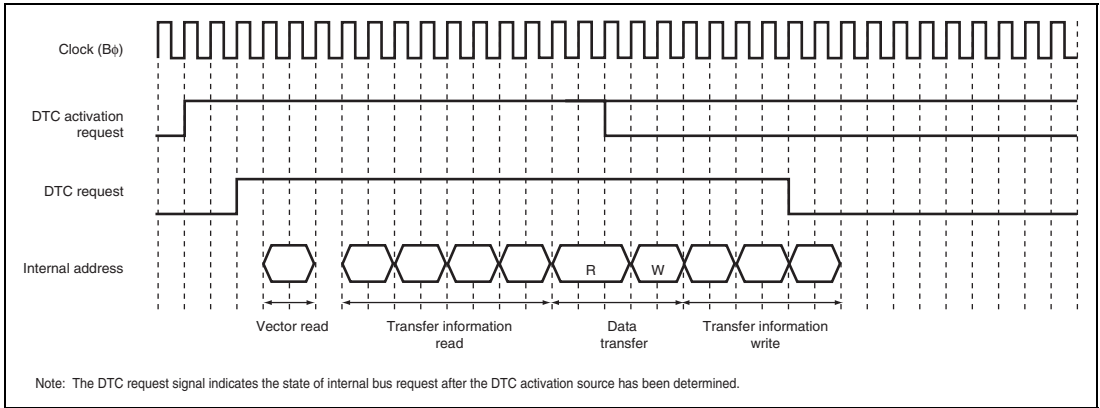 Clock (Bϕ)
DTC activation
request
DTC request
Internal address
R
W
Vector read
Transfer information
read
Data
transfer
Transfer information
write
Note: The DTC request signal indicates the state of internal bus request after the DTC activation source has been determined.